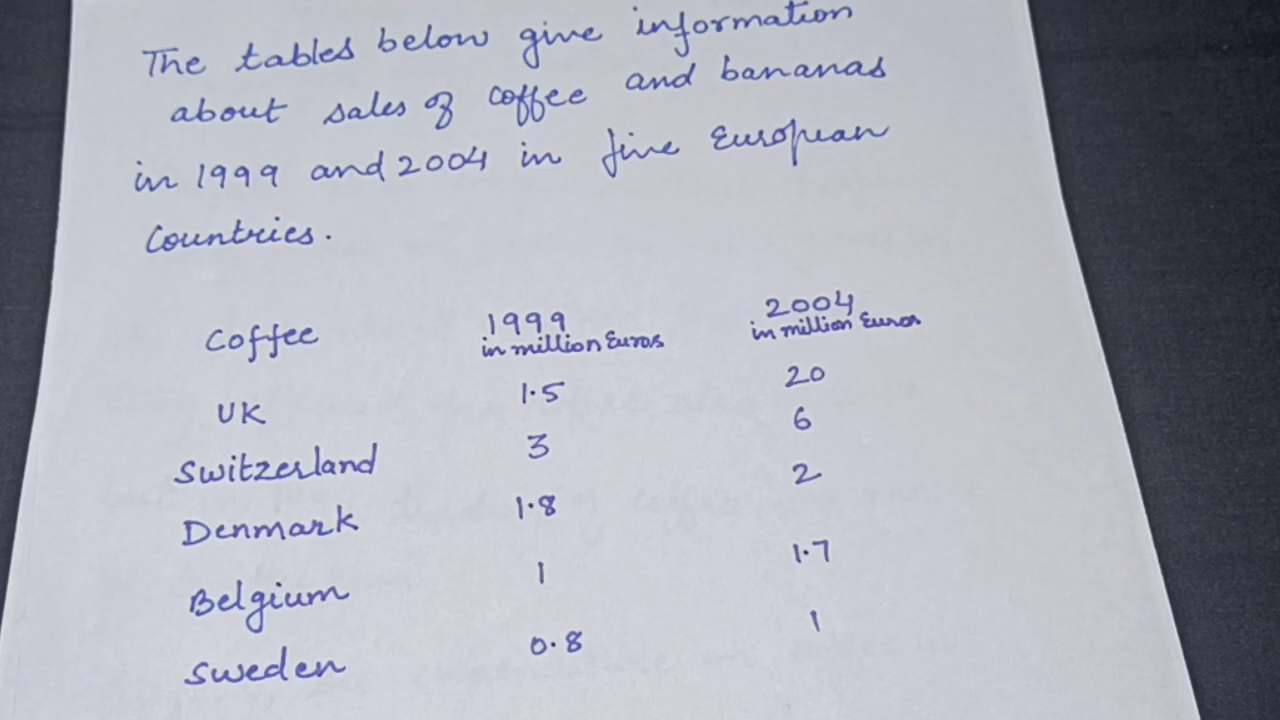 The tables below give information
about sales of coffee and bananas
in 1999 and 2004 in five European
Countries.
Coffee 1999 2004
in million Euros in million Euros
UK 1.5 20
Switzerland 3 6
Denmark 1.8 2
Belgium 1 1.7
Sweden 0.8 1